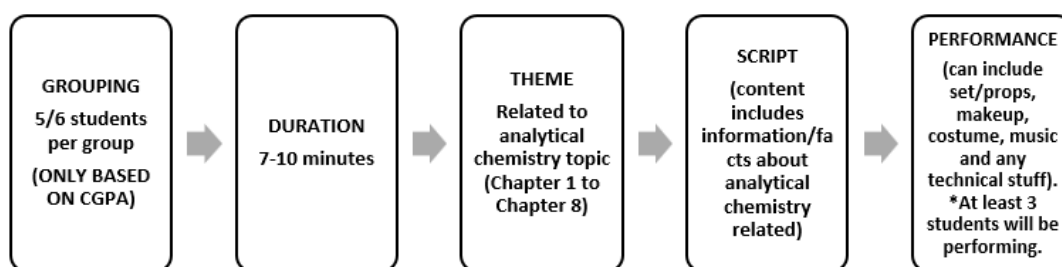 GROUPING
5/6 students
per group
(ONLY BASED
ON CGPA)
DURATION
7-10 minutes
THEME
Related to
analytical
chemistry topic
(Chapter 1 to
Chapter 8)
SCRIPT
(content
includes
information/fa
cts about
analytical
chemistry
related)
PERFORMANCE
(can include
set/props,
makeup,
costume, music
and any
technical stuff).
*At least 3
students will be
performing.